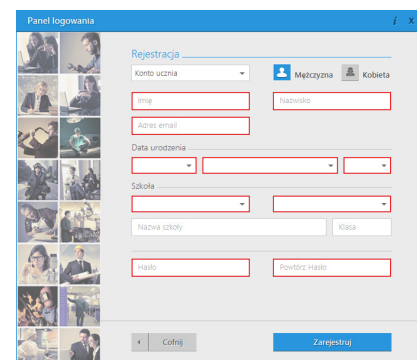 Panel logowania i x
Rejestracja
Konto ucznia Mężczyzna Kobieta
Imię Nazwisko
Adres email
Data urodzenia
Szkoła
Nazwa szkoły Klasa
Hasło Powtórz Hasło
Cofnij Zarejestruj